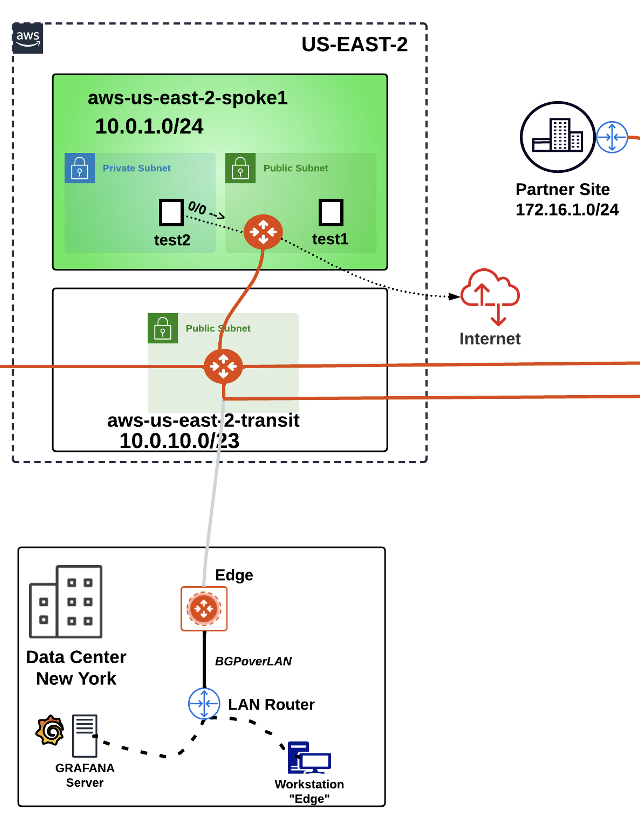 aws
US-EAST-2
aws-us-east-2-spoke1
10.0.1.0/24
Private Subnet
Public Subnet
0/0 -->
test2
test1
Partner Site
172.16.1.0/24
Internet
Public Subnet
aws-us-east-2-transit
10.0.10.0/23
Edge
Data Center
New York
BGPoverLAN
LAN Router
GRAFANA
Server
Workstation
"Edge"